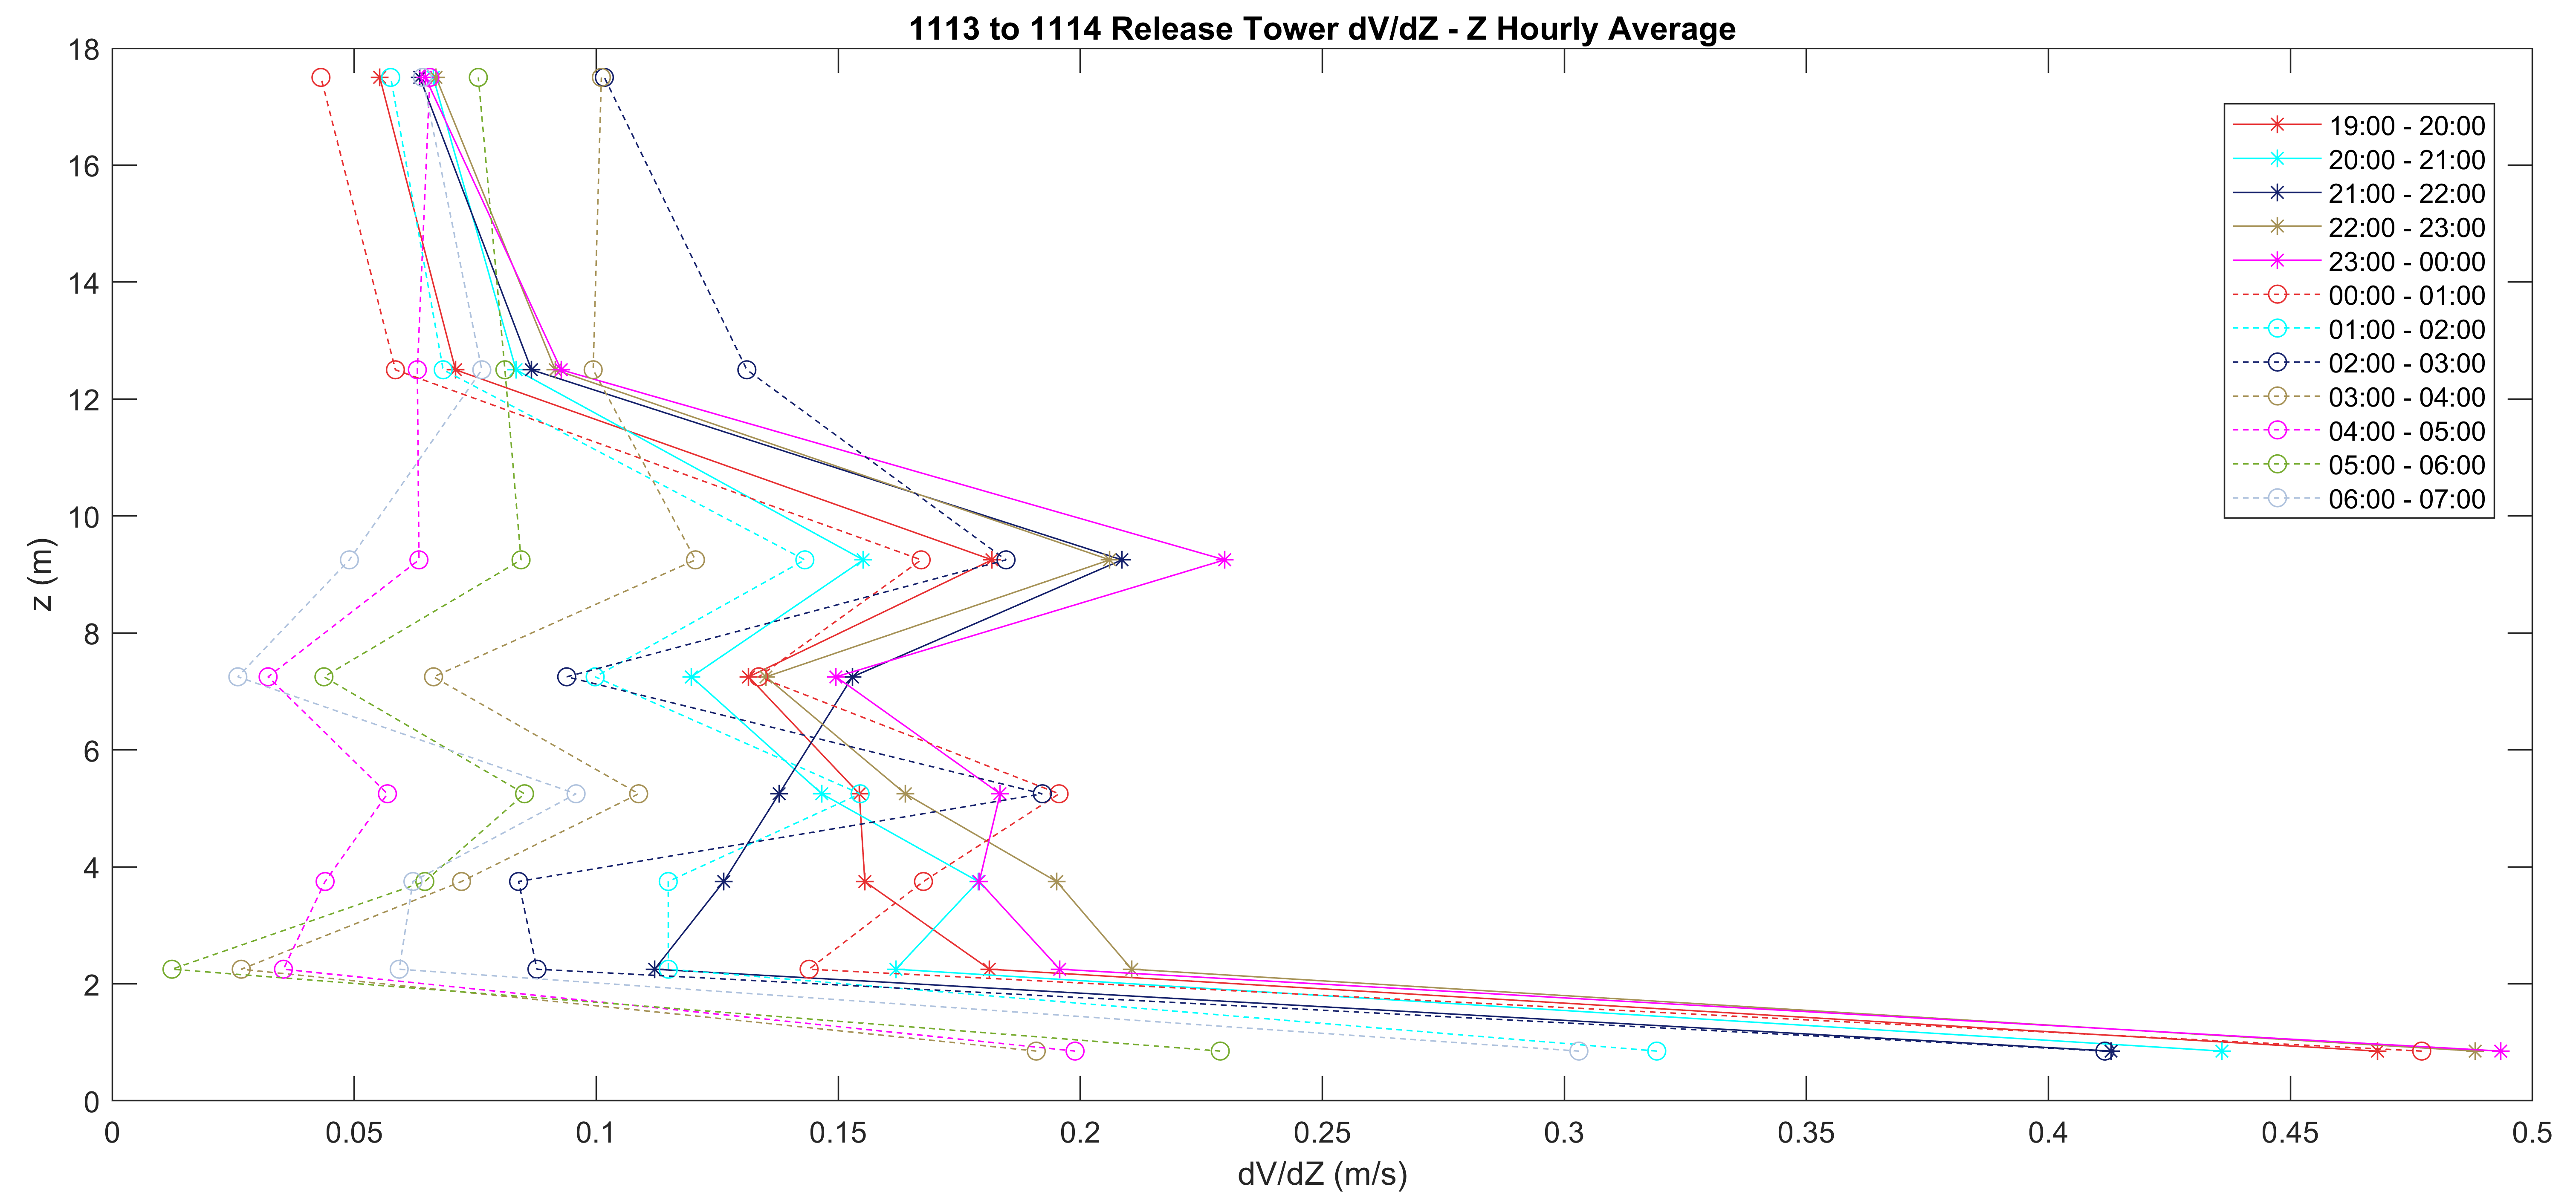 1113 to 1114 Release Tower dV/dZ - Z Hourly Average
18
16
14
12
10
8
6
4
2
0
z (m)
19:00 - 20:00
20:00 - 21:00
21:00 - 22:00
22:00 - 23:00
23:00 - 00:00
00:00 - 01:00
01:00 - 02:00
02:00 - 03:00
03:00 - 04:00
04:00 - 05:00
05:00 - 06:00
06:00 - 07:00
0 0.05 0.1 0.15 0.2 0.25 0.3 0.35 0.4 0.45 0.5
dV/dZ (m/s)